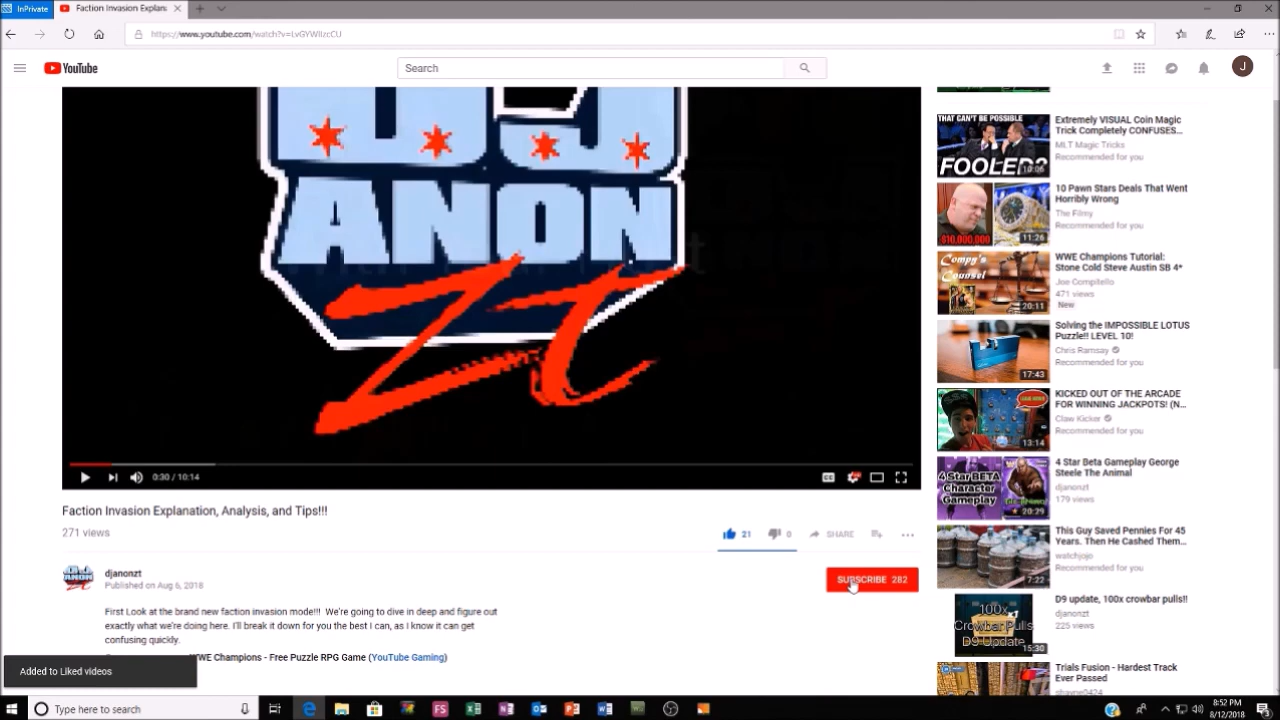 InPrivate
Faction Invasion Explan
https://www.youtube.com/watch?v=LvGYWlIzcCU
YouTube
Search
J
ANON
0:30 / 10:14
CC
Faction Invasion Explanation, Analysis, and Tips!!!
271 views
21
0
SHARE
djanonzt
Published on Aug 6, 2018
SUBSCRIBE 282
First Look at the brand new faction invasion mode!!! We're going to dive in deep and figure out
exactly what we're doing here. I'll break it down for you the best I can, as I know it can get
confusing quickly.
WWE Champions - Free Puzzle RPG Game (YouTube Gaming)
Added to Liked videos
THAT CAN'T BE POSSIBLE
FOOLED?
10:06
Extremely VISUAL Coin Magic
Trick Completely CONFUSES...
MLT Magic Tricks
Recommended for you
$10,000,000
11:26
10 Pawn Stars Deals That Went
Horribly Wrong
The Filmy
Recommended for you
Compy's
Counsel
20:11
WWE Champions Tutorial:
Stone Cold Steve Austin SB 4*
Joe Compitello
471 views
New
17:43
Solving the IMPOSSIBLE LOTUS
Puzzle!! LEVEL 10!
Chris Ramsay
Recommended for you
13:14
KICKED OUT OF THE ARCADE
FOR WINNING JACKPOTS! (N...
Claw Kicker
Recommended for you
4 Star BETA
Character
Gameplay
20:29
4 Star Beta Gameplay George
Steele The Animal
djanonzt
179 views
7:22
This Guy Saved Pennies For 45
Years. Then He Cashed Them...
watchjojo
Recommended for you
100x
Crowbar Pulls
D9 Update
15:30
D9 update, 100x crowbar pulls!!
djanonzt
225 views
Trials Fusion - Hardest Track
Ever Passed
shayne0424
Type here to search
8:52 PM
8/12/2018